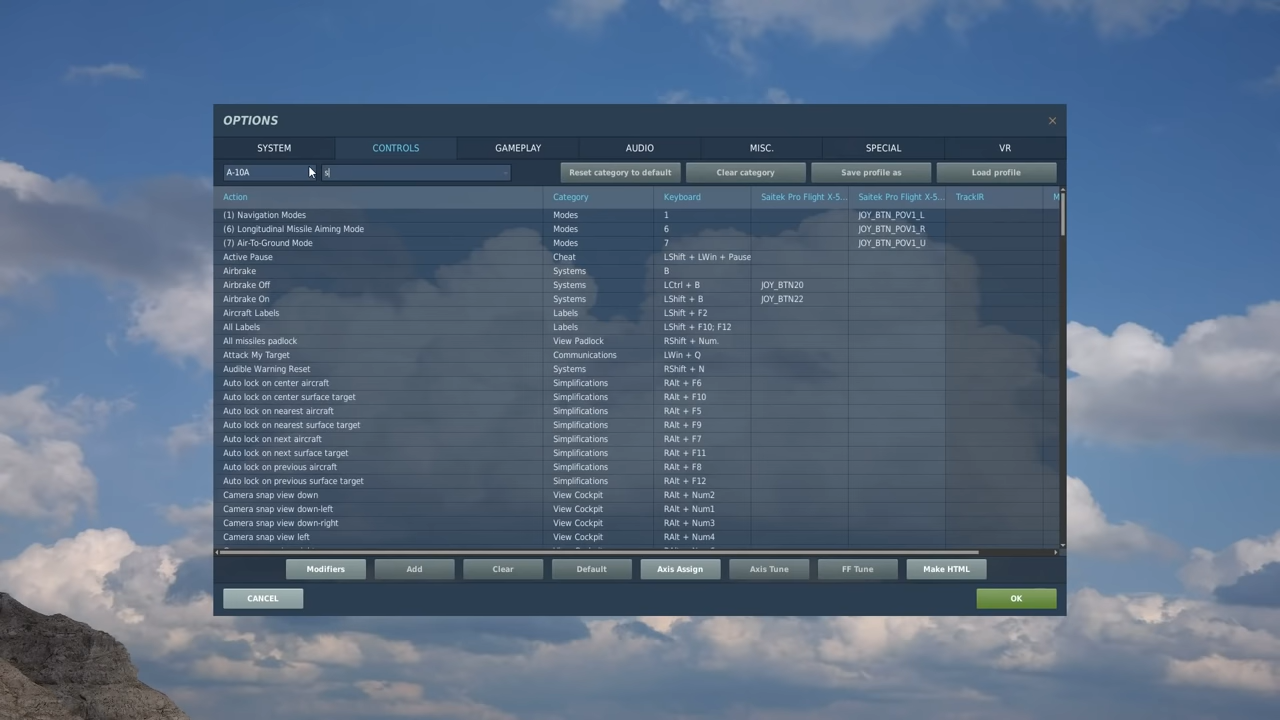 OPTIONS
SYSTEM CONTROLS GAMEPLAY AUDIO MISC. SPECIAL VR
A-10A s Reset category to default Clear category Save profile as Load profile
Action Category Keyboard Saitek Pro Flight X-5... Saitek Pro Flight X-5... TrackIR M
(1) Navigation Modes Modes 1 JOY_BTN_POV1_L
(6) Longitudinal Missile Aiming Mode Modes 6 JOY_BTN_POV1_R
(7) Air-To-Ground Mode Modes 7 JOY_BTN_POV1_U
Active Pause Cheat LShift + LWin + Pause
Airbrake Systems B
Airbrake Off Systems LCtrl + B JOY_BTN20
Airbrake On Systems LShift + B JOY_BTN22
Aircraft Labels Labels LShift + F2
All Labels Labels LShift + F10; F12
All missiles padlock View Padlock RShift + Num.
Attack My Target Communications LWin + Q
Audible Warning Reset Systems RShift + N
Auto lock on center aircraft Simplifications RAlt + F6
Auto lock on center surface target Simplifications RAlt + F10
Auto lock on nearest aircraft Simplifications RAlt + F5
Auto lock on nearest surface target Simplifications RAlt + F9
Auto lock on next aircraft Simplifications RAlt + F7
Auto lock on next surface target Simplifications RAlt + F11
Auto lock on previous aircraft Simplifications RAlt + F8
Auto lock on previous surface target Simplifications RAlt + F12
Camera snap view down View Cockpit RAlt + Num2
Camera snap view down-left View Cockpit RAlt + Num1
Camera snap view down-right View Cockpit RAlt + Num3
Camera snap view left View Cockpit RAlt + Num4
Modifiers Add Clear Default Axis Assign Axis Tune FF Tune Make HTML
CANCEL OK